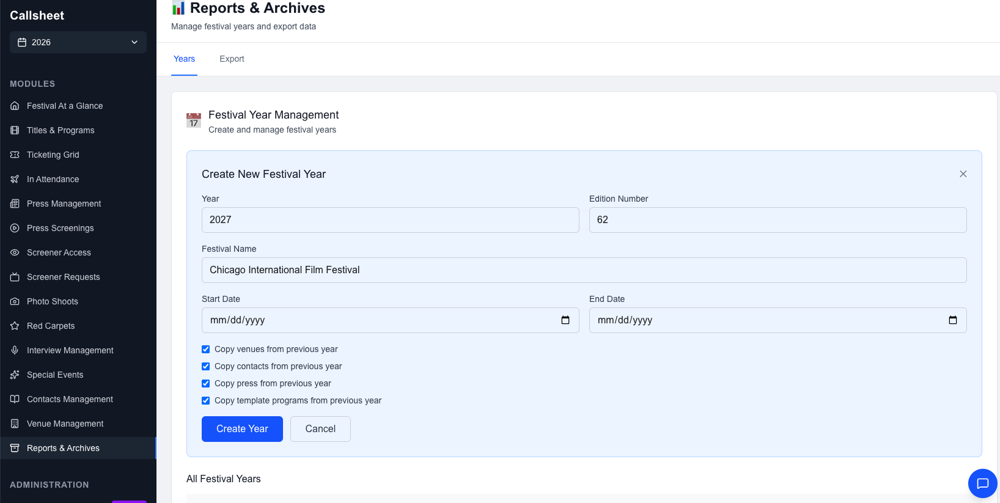 Callsheet
2026
MODULES
Festival At a Glance
Titles & Programs
Ticketing Grid
In Attendance
Press Management
Press Screenings
Screener Access
Screener Requests
Photo Shoots
Red Carpets
Interview Management
Special Events
Contacts Management
Venue Management
Reports & Archives
ADMINISTRATION
Reports & Archives
Manage festival years and export data
Years
Export
17
Festival Year Management
Create and manage festival years
Create New Festival Year
Year
Edition Number
2027
62
Festival Name
Chicago International Film Festival
Start Date
End Date
mm/dd/yyyy
mm/dd/yyyy
Copy venues from previous year
Copy contacts from previous year
Copy press from previous year
Copy template programs from previous year
Create Year
Cancel
All Festival Years